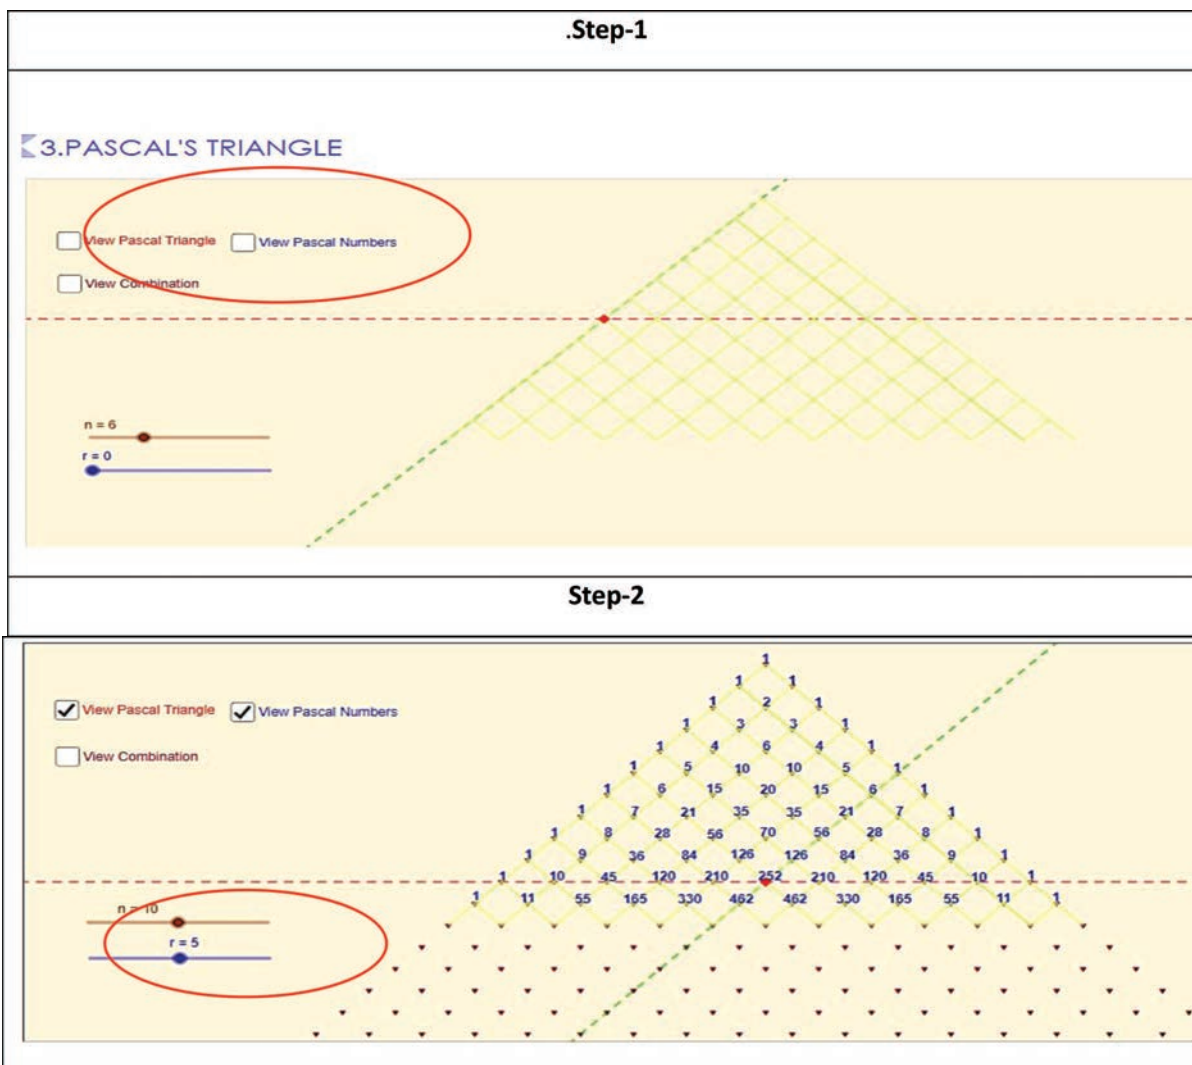 .Step-1
3.PASCAL'S TRIANGLE
View Pascal Triangle View Pascal Numbers
View Combination
n = 6
r = 0
Step-2
View Pascal Triangle View Pascal Numbers
View Combination
n = 10
r = 5
1
1 1
1 2 1
1 3 3 1
1 4 6 4 1
1 5 10 10 5 1
1 6 15 20 15 6 1
1 7 21 35 35 21 7 1
1 8 28 56 70 56 28 8 1
1 9 36 84 126 126 84 36 9 1
1 10 45 120 210 252 210 120 45 10 1
1 11 55 165 330 462 462 330 165 55 11 1